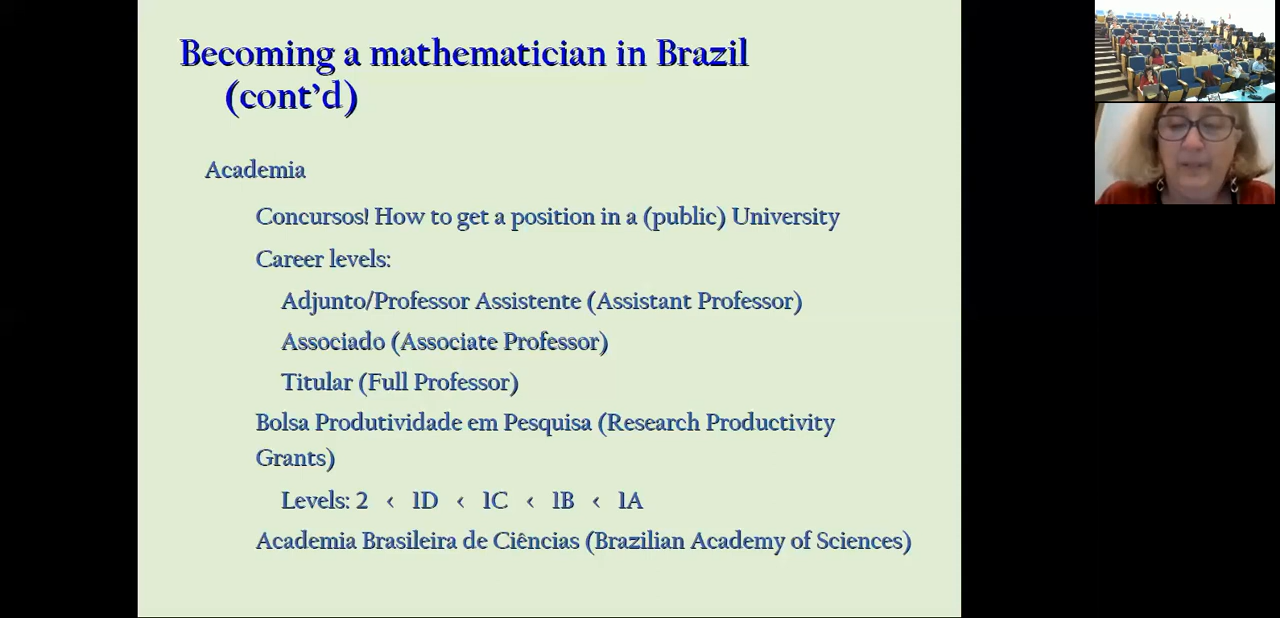 Becoming a mathematician in Brazil
(cont’d)
Academia
Concursos! How to get a position in a (public) University
Career levels:
Adjunto/Professor Assistente (Assistant Professor)
Associado (Associate Professor)
Titular (Full Professor)
Bolsa Produtividade em Pesquisa (Research Productivity
Grants)
Levels: 2 < 1D < 1C < 1B < 1A
Academia Brasileira de Ciências (Brazilian Academy of Sciences)